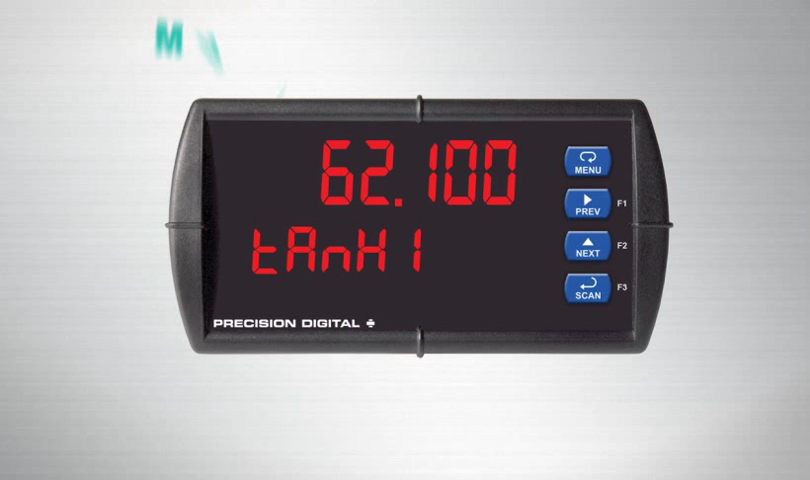 M
62.100
tAnH1
MENU
PREV F1
NEXT F2
SCAN F3
PRECISION DIGITAL